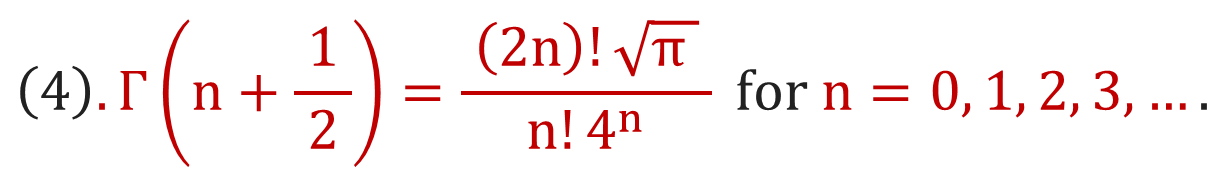 (4). Γ(n + 1/2) = (2n)! √π / n! 4ⁿ for n = 0, 1, 2, 3, … .